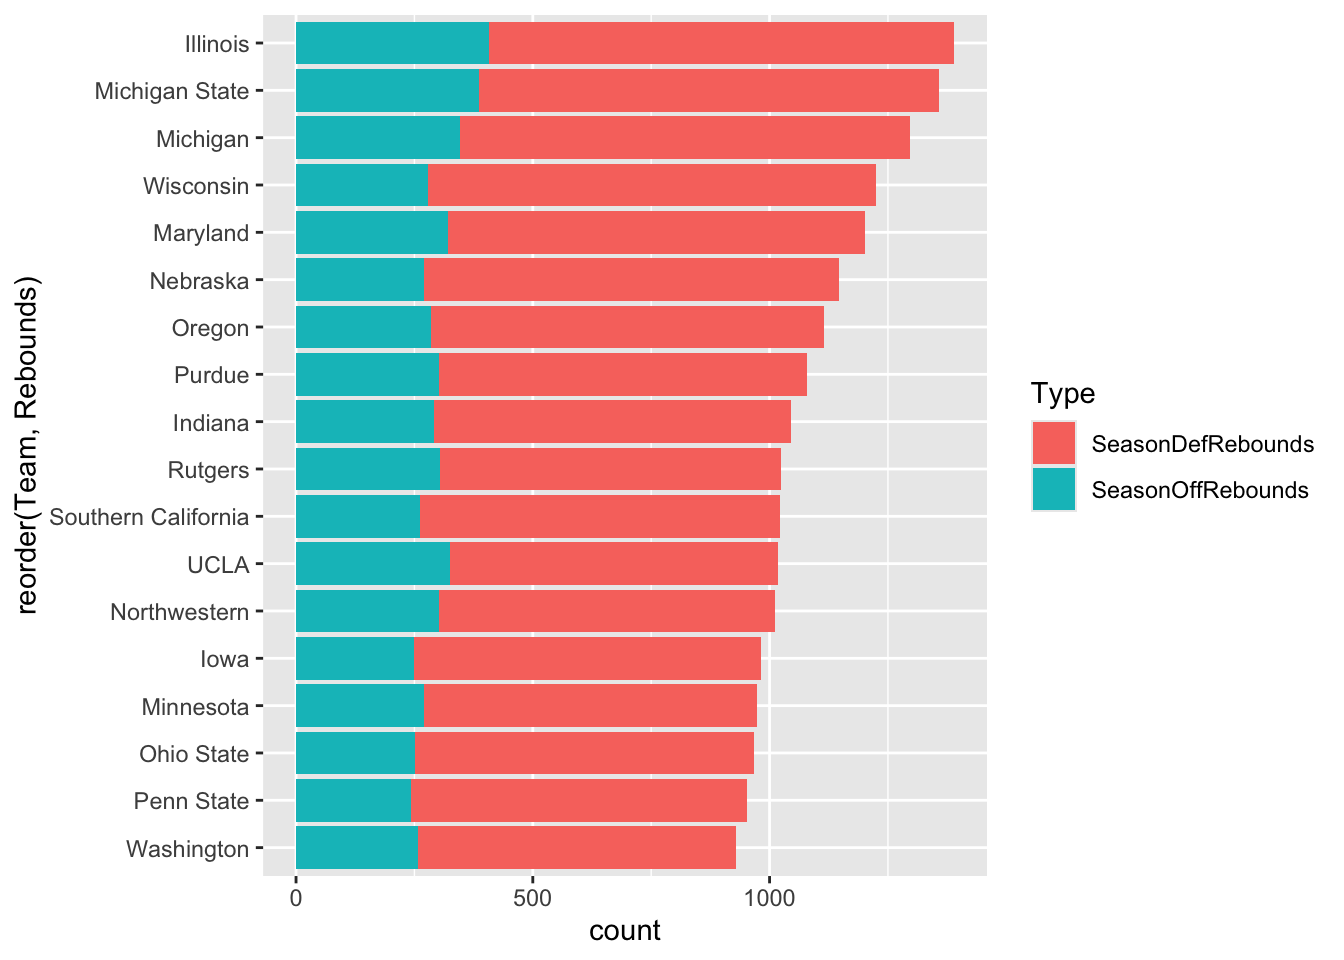 reorder(Team, Rebounds)
Illinois
Michigan State
Michigan
Wisconsin
Maryland
Nebraska
Oregon
Purdue
Indiana
Rutgers
Southern California
UCLA
Northwestern
Iowa
Minnesota
Ohio State
Penn State
Washington
0 500 1000
count
Type
SeasonDefRebounds
SeasonOffRebounds